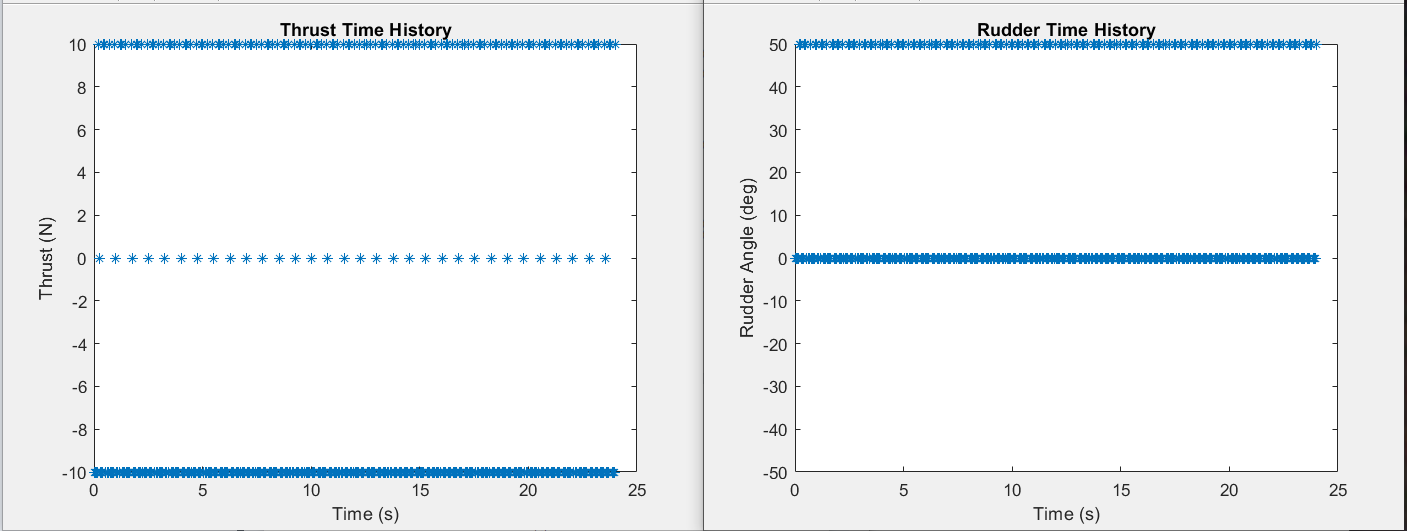 Thrust Time History
10
8
6
4
2
0
-2
-4
-6
-8
-10
Thrust (N)
0 5 10 15 20 25
Time (s)
Rudder Time History
50
40
30
20
10
0
-10
-20
-30
-40
-50
Rudder Angle (deg)
0 5 10 15 20 25
Time (s)